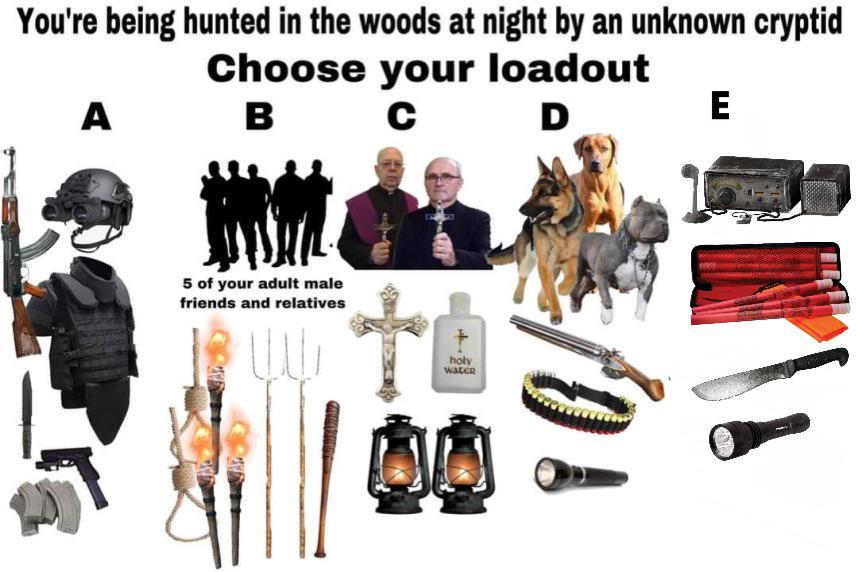 You're being hunted in the woods at night by an unknown cryptid
Choose your loadout
A
B
C
D
E
5 of your adult male
friends and relatives
holy
WATER